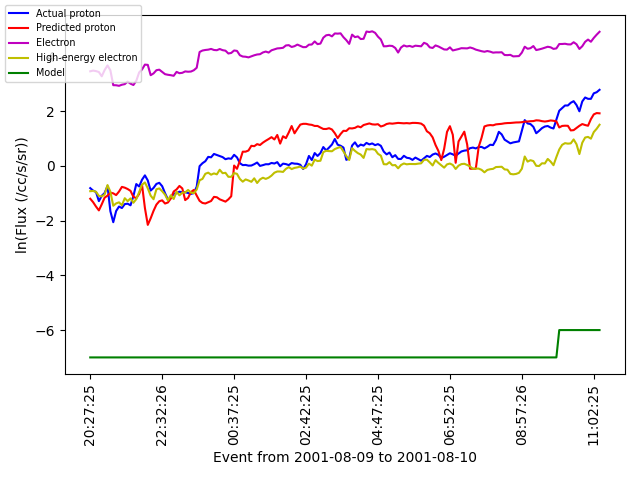 Actual proton
Predicted proton
Electron
High-energy electron
Model
ln(Flux (/cc/s/sr))
4
2
0
−2
−4
−6
20:27:25
22:32:26
00:37:25
02:42:25
04:47:25
06:52:25
08:57:26
11:02:25
Event from 2001-08-09 to 2001-08-10